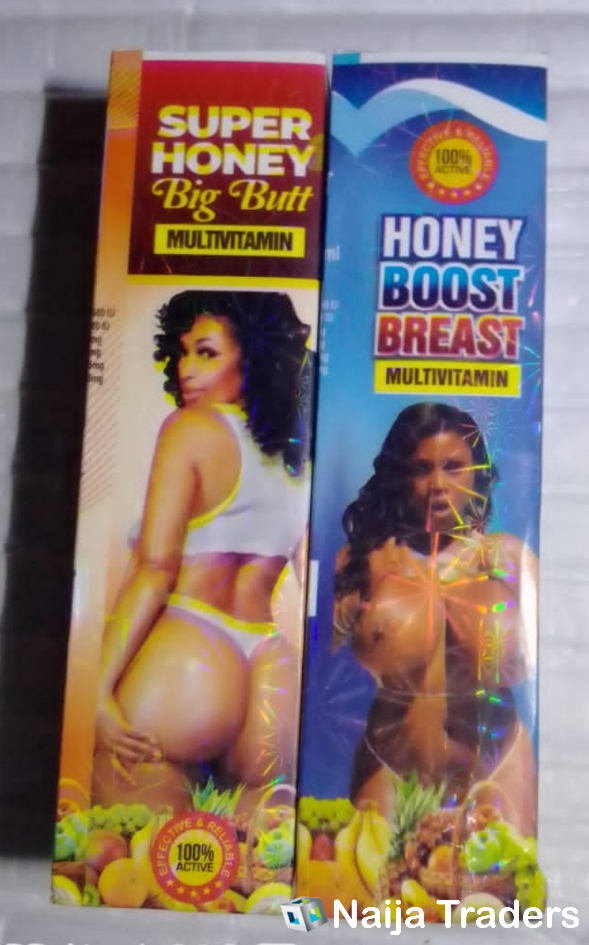 SUPER
HONEY
Big Butt
MULTIVITAMIN
EFFECTIVE & RELIABLE
100%
ACTIVE
EFFECTIVE & RELIABLE
100%
ACTIVE
HONEY
BOOST
BREAST
MULTIVITAMIN
ml
Naija Traders